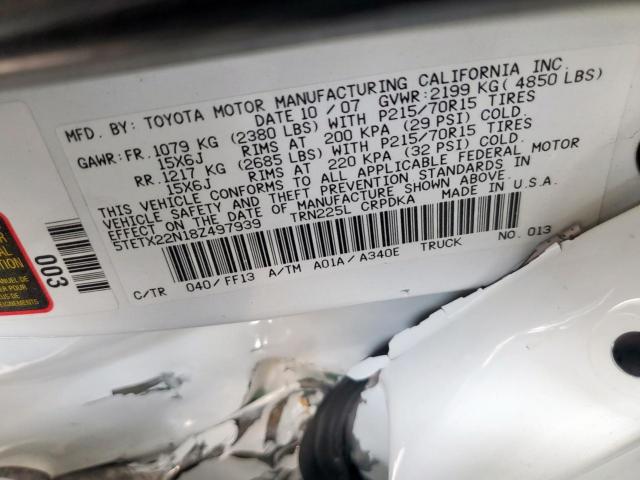 MFD. BY: TOYOTA MOTOR MANUFACTURING CALIFORNIA INC.
DATE 10/07 GVWR: 2199 KG( 4850 LBS)
GAWR: FR. 1079 KG (2380 LBS) WITH P215/70R15 TIRES
15X6J RIMS AT 200 KPA (29 PSI) COLD.
RR. 1217 KG (2685 LBS) WITH P215/70R15 TIRES
15X6J RIMS AT 220 KPA (32 PSI) COLD.
THIS VEHICLE CONFORMS TO ALL APPLICABLE FEDERAL MOTOR
VEHICLE SAFETY AND THEFT PREVENTION STANDARDS IN
EFFECT ON THE DATE OF MANUFACTURE SHOWN ABOVE.
5TETX22N18Z497939 TRN225L CRPDKA MADE IN U.S.A.
C/TR 040/FF13 A/TM A01A/A340E TRUCK NO. 013
003
MANUEL DE